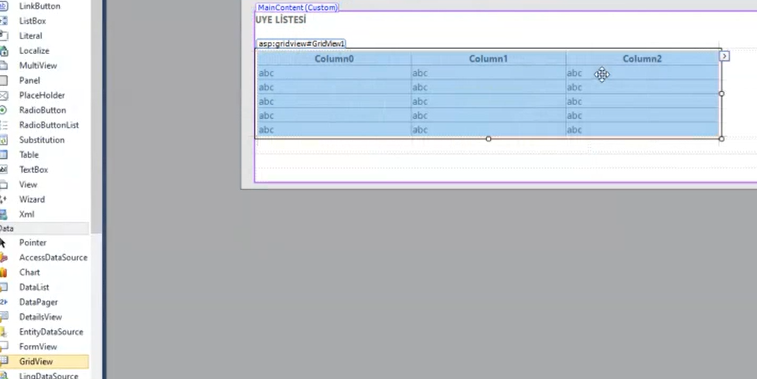 LinkButton
ListBox
Literal
Localize
MultiView
Panel
PlaceHolder
RadioButton
RadioButtonList
Substitution
Table
TextBox
View
Wizard
Xml
Data
Pointer
AccessDataSource
Chart
DataList
DataPager
DetailsView
EntityDataSource
FormView
GridView
LinqDataSource
MainContent (Custom)
UYE LİSTESİ
asp:gridview#GridView1
Column0 Column1 Column2
abc abc abc
abc abc abc
abc abc abc
abc abc abc
abc abc abc